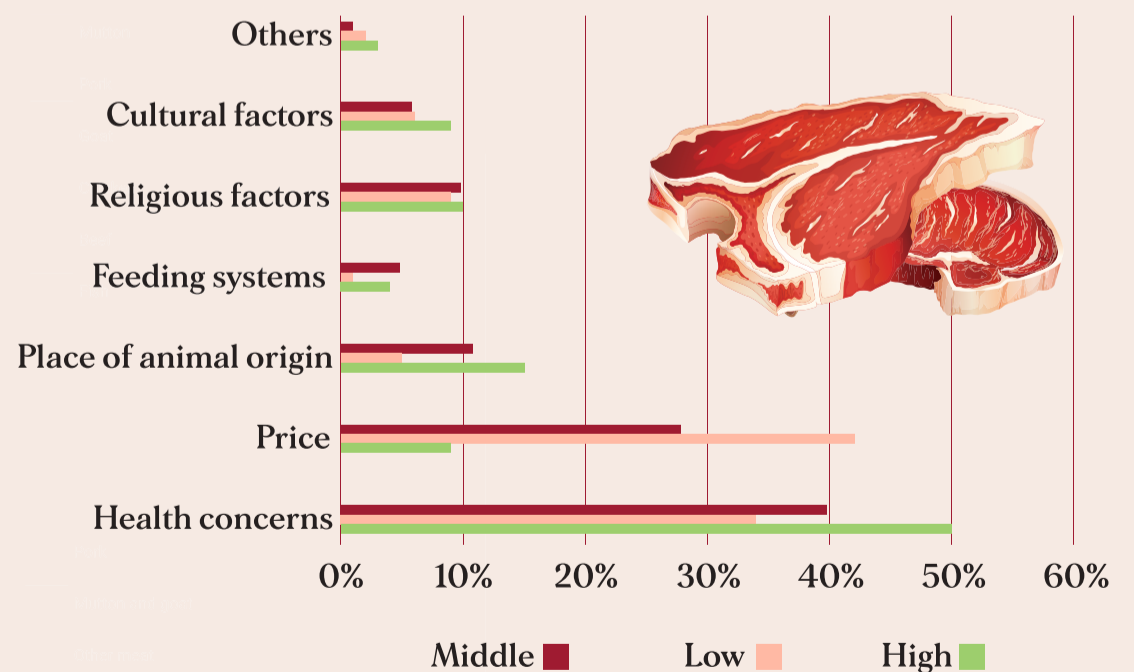 Others
Cultural factors
Religious factors
Feeding systems
Place of animal origin
Price
Health concerns
0% 10% 20% 30% 40% 50% 60%
Middle Low High